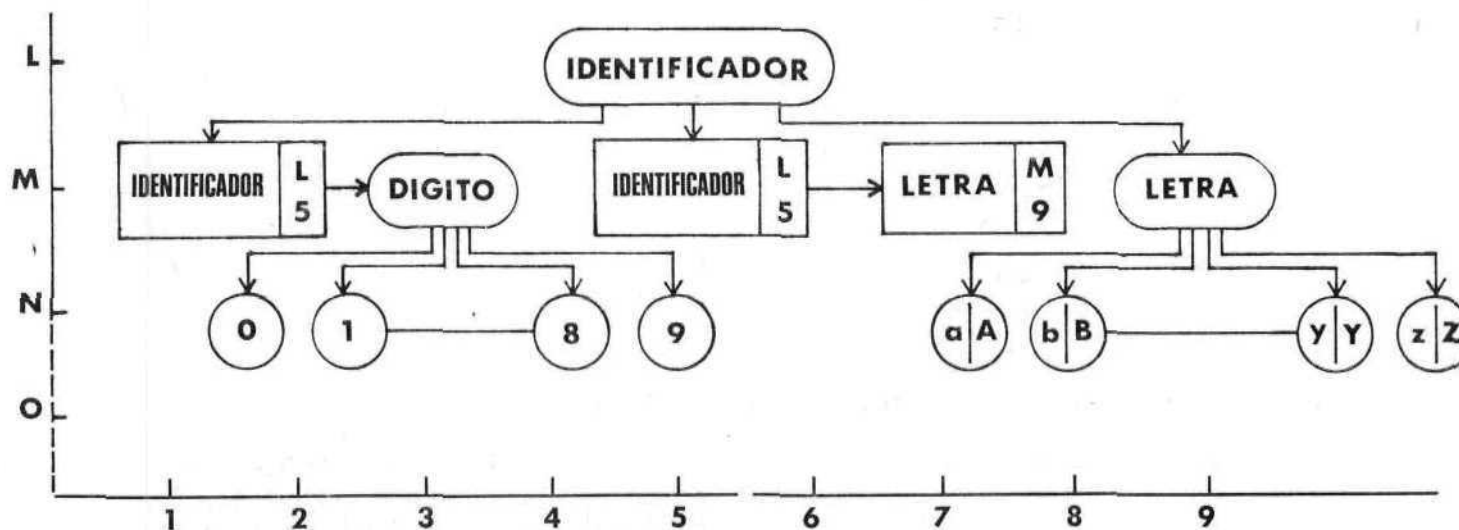 L
IDENTIFICADOR
M
IDENTIFICADOR
L
5
DIGITO
IDENTIFICADOR
L
5
LETRA
M
9
LETRA
N
0
1
8
9
a A
b B
y Y
z Z
O
1 2 3 4 5 6 7 8 9